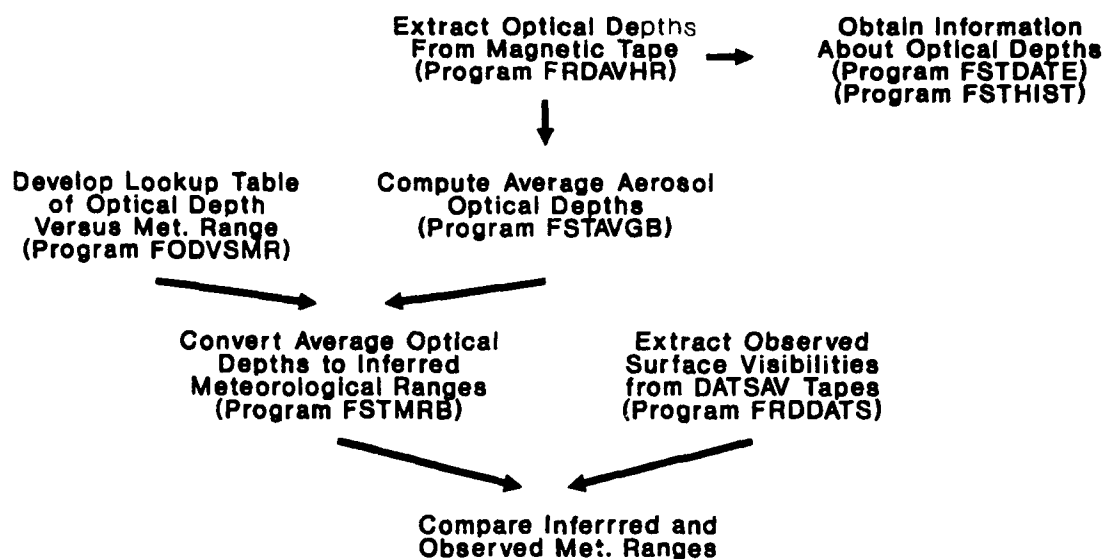 Extract Optical Depths
From Magnetic Tape
(Program FRDAVHR)
Obtain Information
About Optical Depths
(Program FSTDATE)
(Program FSTHIST)
Develop Lookup Table
of Optical Depth
Versus Met. Range
(Program FODVSMR)
Compute Average Aerosol
Optical Depths
(Program FSTAVGB)
Convert Average Optical
Depths to Inferred
Meteorological Ranges
(Program FSTMRB)
Extract Observed
Surface Visibilities
from DATSAV Tapes
(Program FRDDATS)
Compare Inferrred and
Observed Met. Ranges